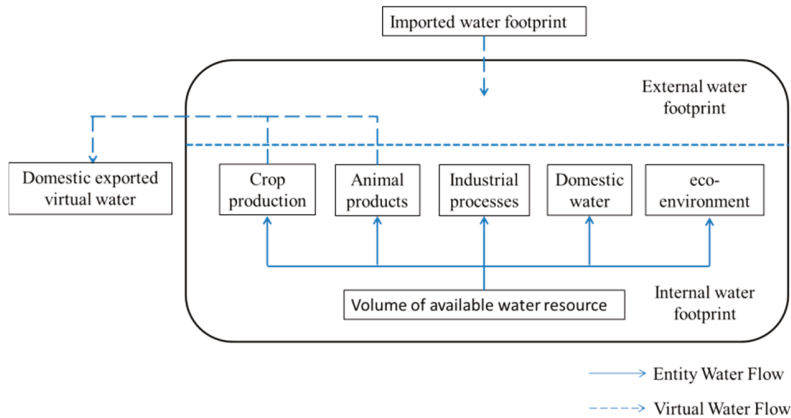 Imported water footprint
External water
footprint
Domestic exported
virtual water
Crop
production
Animal
products
Industrial
processes
Domestic
water
eco-
environment
Volume of available water resource
Internal water
footprint
Entity Water Flow
Virtual Water Flow